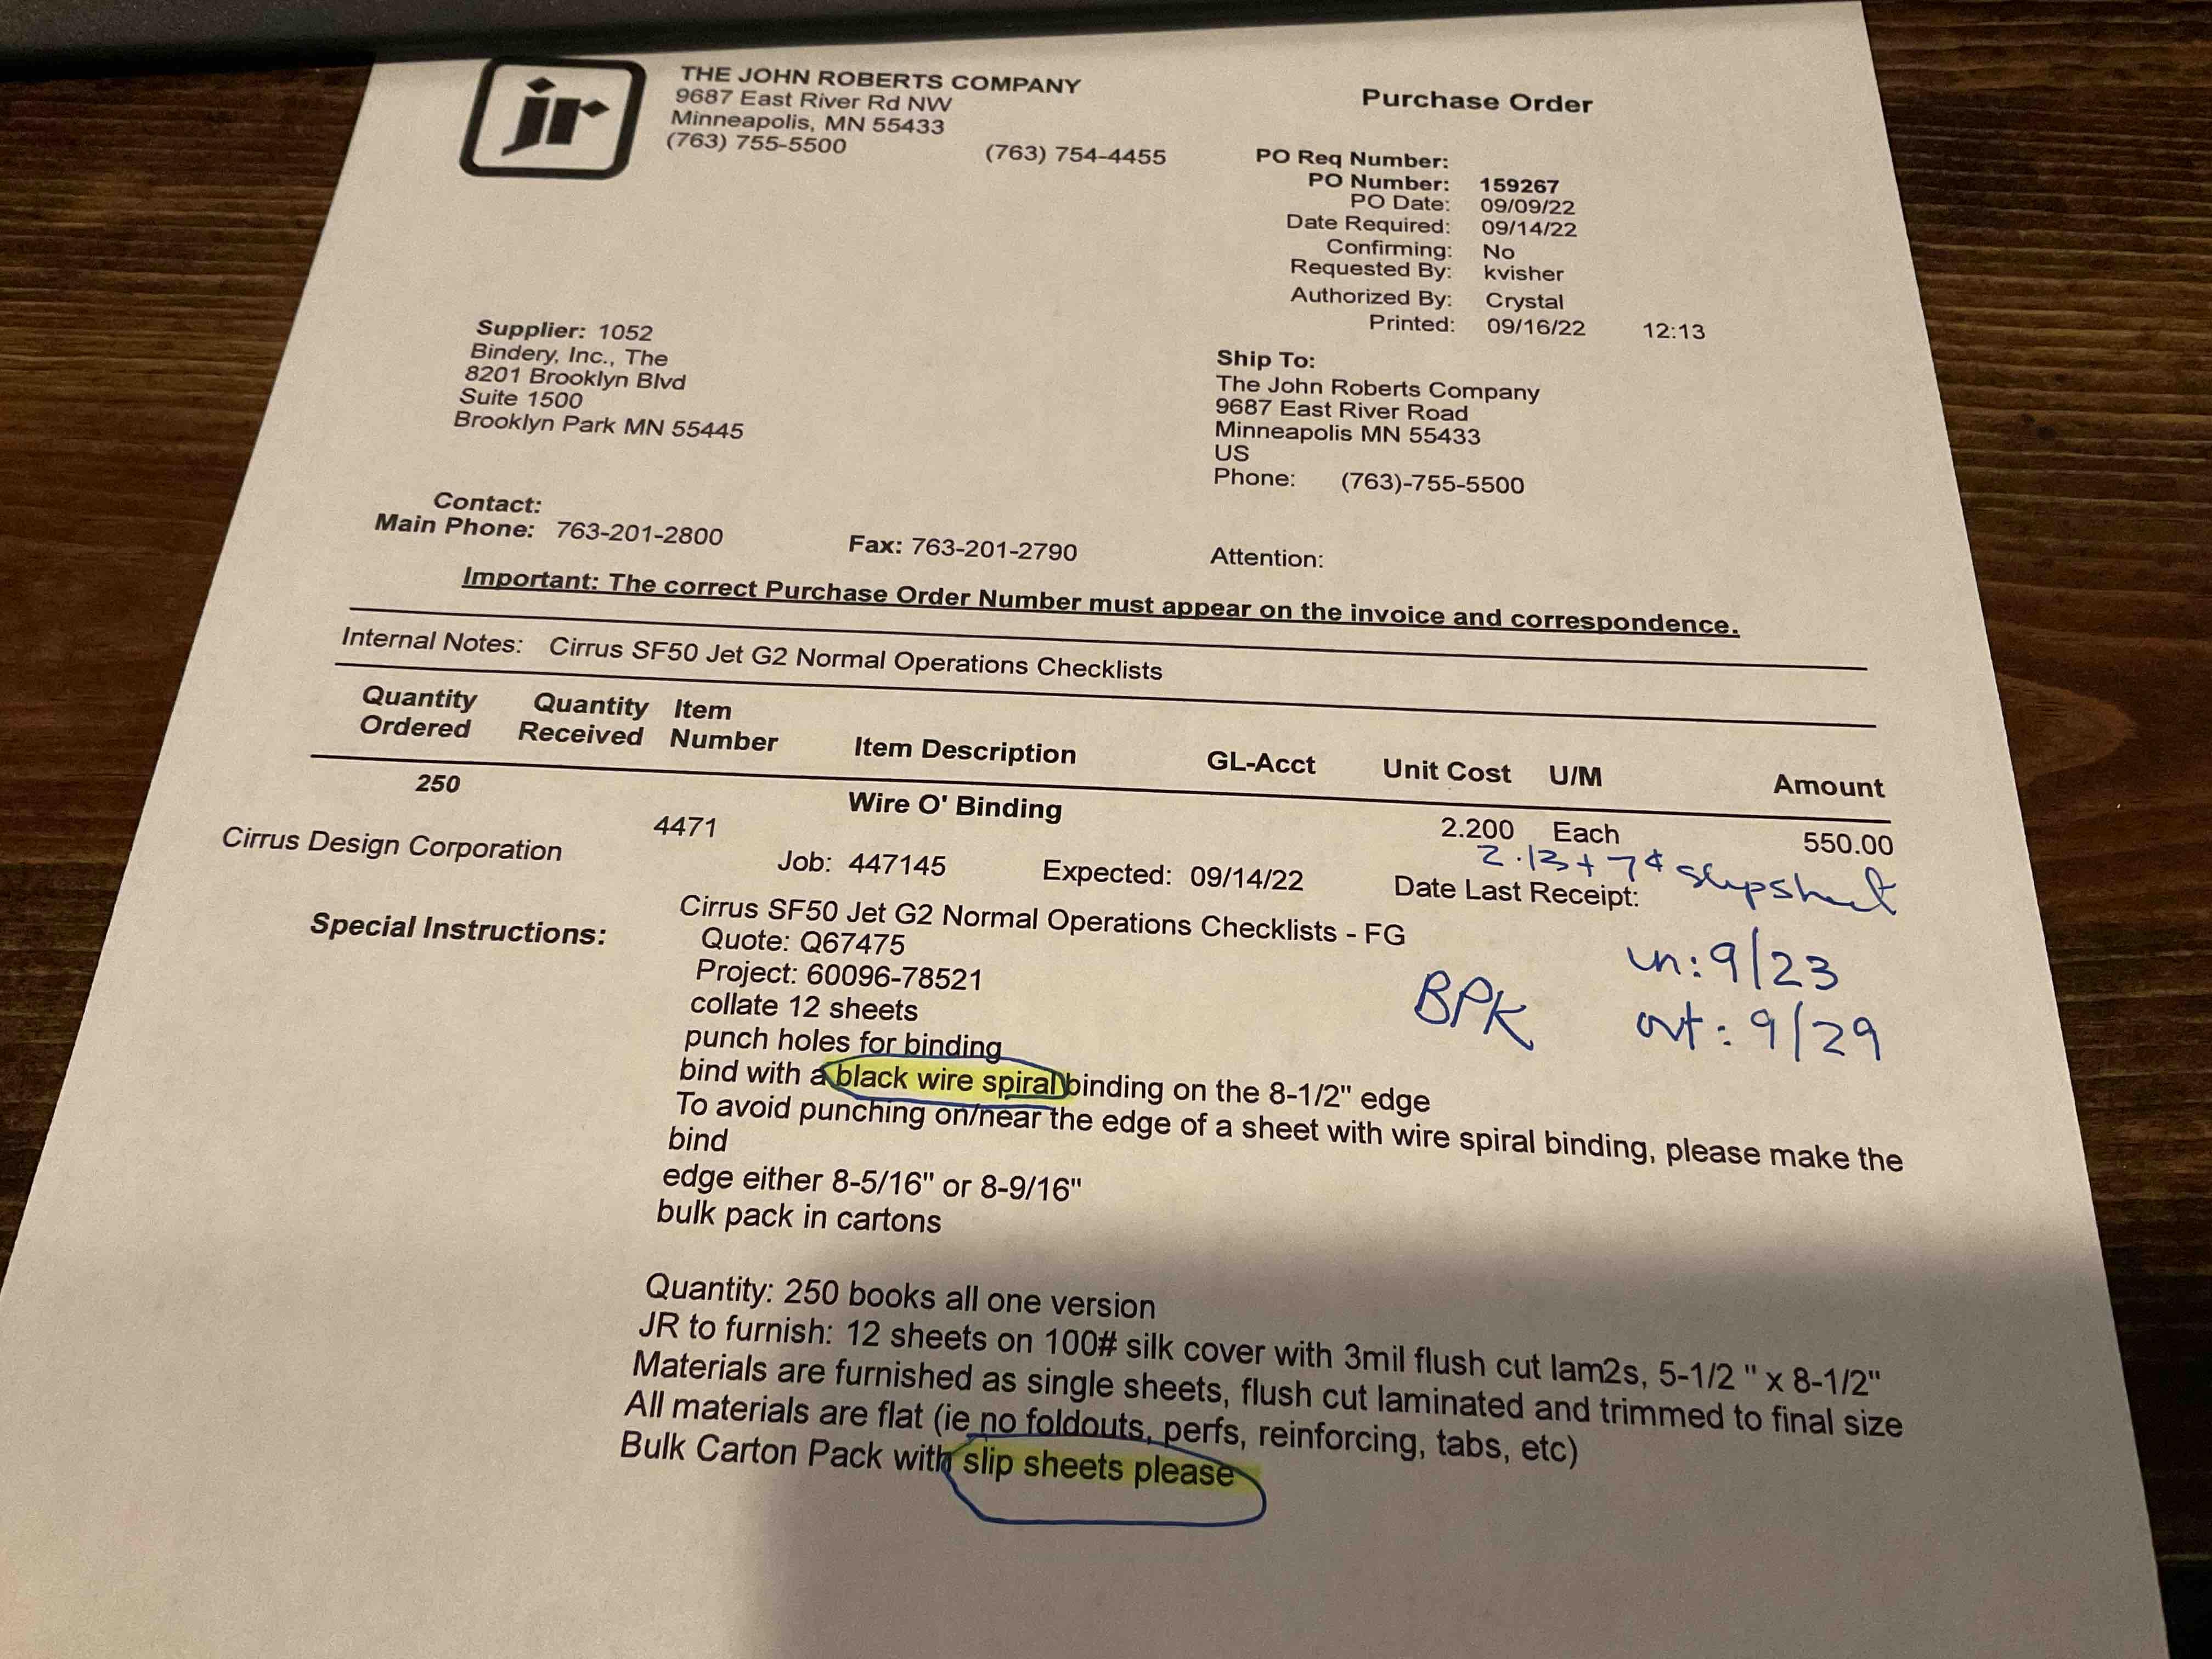 jr
THE JOHN ROBERTS COMPANY
9687 East River Rd NW
Minneapolis, MN 55433
(763) 755-5500 (763) 754-4455
Purchase Order
PO Req Number:
PO Number: 159267
PO Date: 09/09/22
Date Required: 09/14/22
Confirming: No
Requested By: kvisher
Authorized By: Crystal
Printed: 09/16/22 12:13
Supplier: 1052
Bindery, Inc., The
8201 Brooklyn Blvd
Suite 1500
Brooklyn Park MN 55445
Ship To:
The John Roberts Company
9687 East River Road
Minneapolis MN 55433
US
Phone: (763)-755-5500
Contact:
Main Phone: 763-201-2800 Fax: 763-201-2790 Attention:
Important: The correct Purchase Order Number must appear on the invoice and correspondence.
Internal Notes: Cirrus SF50 Jet G2 Normal Operations Checklists
Quantity Ordered Quantity Received Item Number Item Description GL-Acct Unit Cost U/M Amount
250 4471 Wire O' Binding 2.200 Each 550.00
2.13 + 7¢ slipsheet
Cirrus Design Corporation Job: 447145 Expected: 09/14/22 Date Last Receipt:
Special Instructions: Cirrus SF50 Jet G2 Normal Operations Checklists - FG
Quote: Q67475
Project: 60096-78521
collate 12 sheets
punch holes for binding
BPK
in: 9/23
out: 9/29
bind with a black wire spiral binding on the 8-1/2" edge
To avoid punching on/near the edge of a sheet with wire spiral binding, please make the
bind
edge either 8-5/16" or 8-9/16"
bulk pack in cartons
Quantity: 250 books all one version
JR to furnish: 12 sheets on 100# silk cover with 3mil flush cut lam2s, 5-1/2 " x 8-1/2"
Materials are furnished as single sheets, flush cut laminated and trimmed to final size
All materials are flat (ie no foldouts, perfs, reinforcing, tabs, etc)
Bulk Carton Pack with slip sheets please